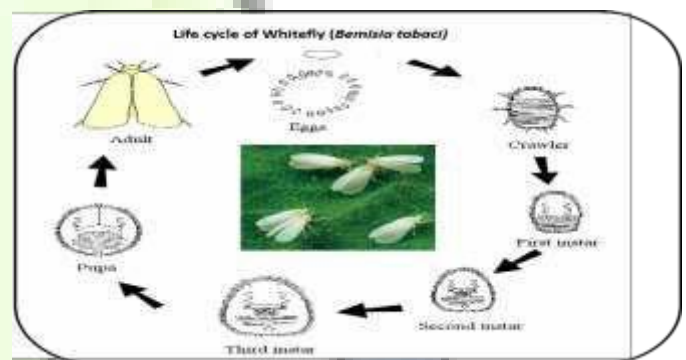 Life cycle of Whitefly (Bemisia tabaci)
Eggs
Adult
Crawler
First instar
Pupa
Second instar
Third instar